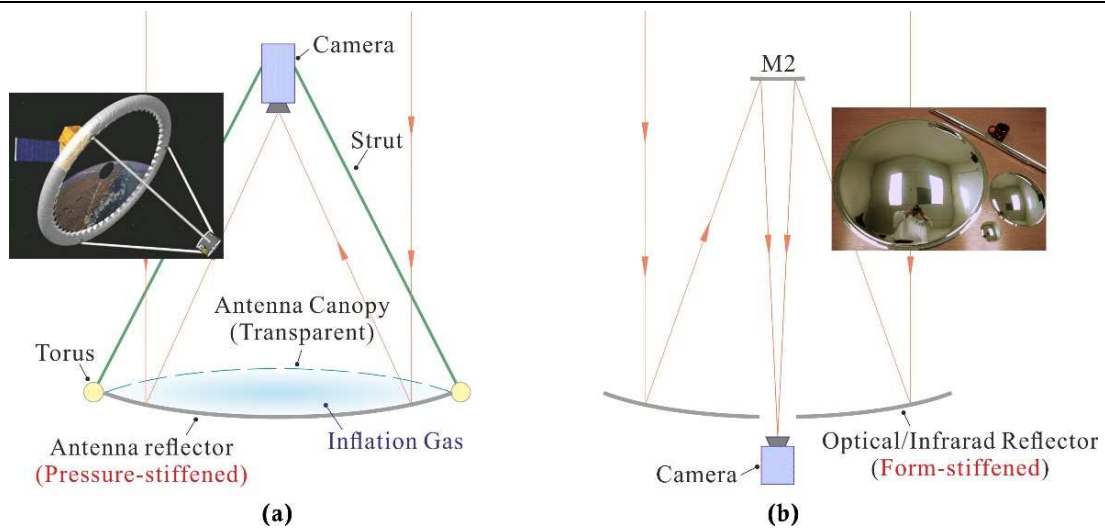 Camera
Strut
Antenna Canopy
(Transparent)
Torus
Antenna reflector
(Pressure-stiffened)
Inflation Gas
(a)
M2
Optical/Infrarad Reflector
(Form-stiffened)
Camera
(b)